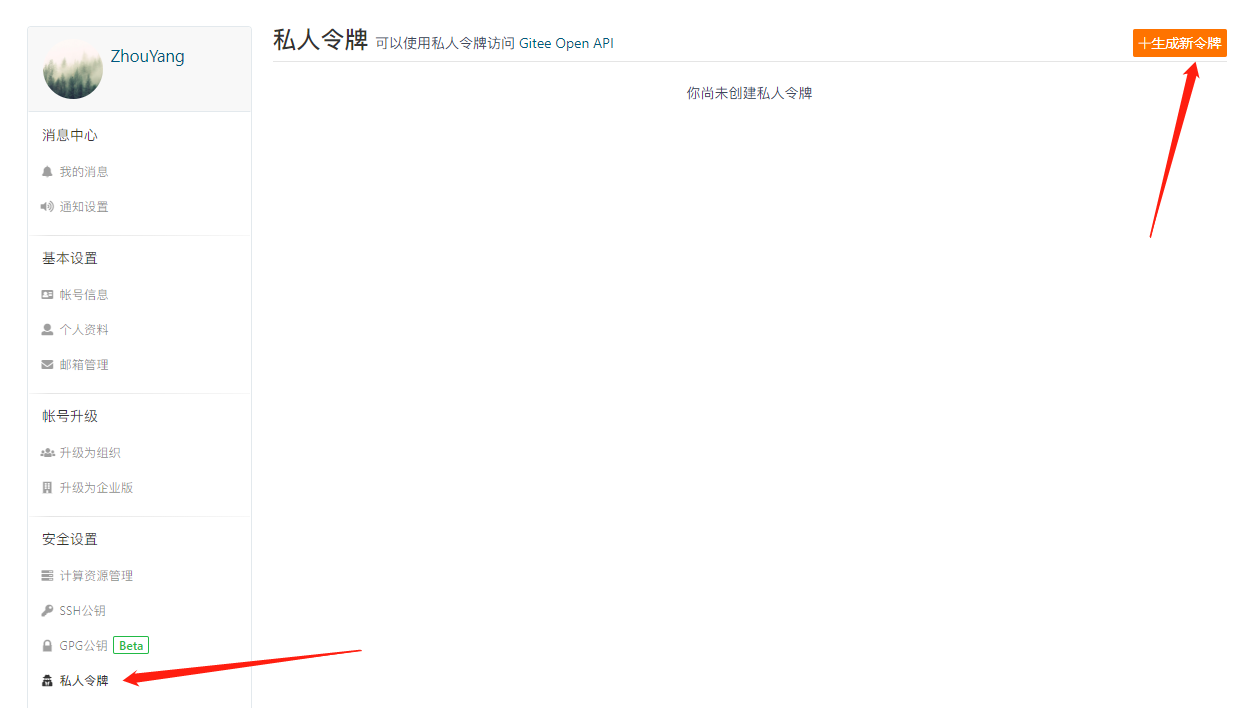 ZhouYang
消息中心
我的消息
通知设置
基本设置
帐号信息
个人资料
邮箱管理
帐号升级
升级为组织
升级为企业版
安全设置
计算资源管理
SSH公钥
GPG公钥 Beta
私人令牌
私人令牌 可以使用私人令牌访问 Gitee Open API
+生成新令牌
你尚未创建私人令牌